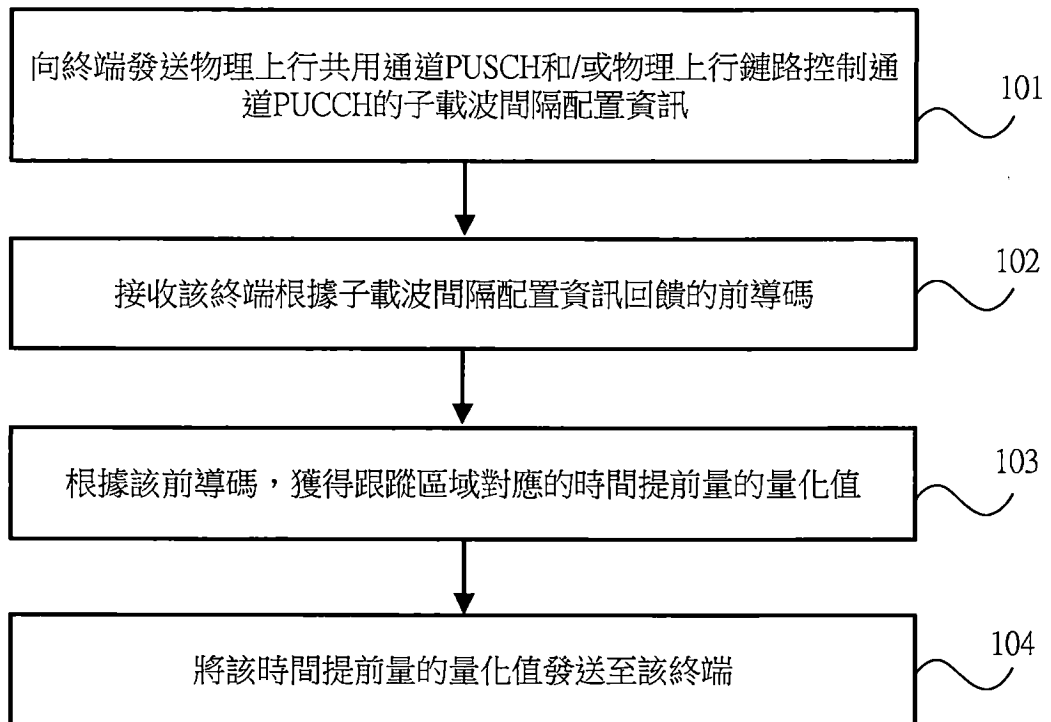 向終端發送物理上行共用通道PUSCH和/或物理上行鏈路控制通
道PUCCH的子載波間隔配置資訊
101
接收該終端根據子載波間隔配置資訊回饋的前導碼
102
根據該前導碼，獲得跟蹤區域對應的時間提前量的量化值
103
將該時間提前量的量化值發送至該終端
104